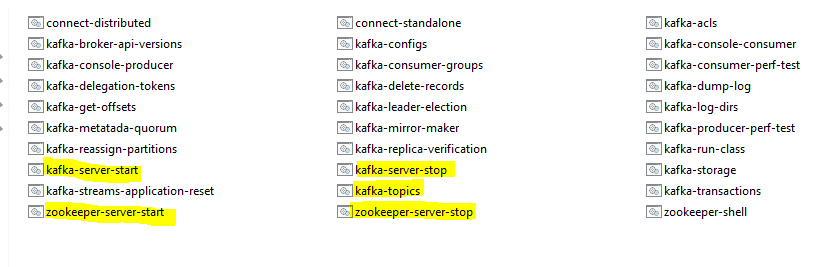 connect-distributed connect-standalone kafka-acls
kafka-broker-api-versions kafka-configs kafka-console-consumer
kafka-console-producer kafka-consumer-groups kafka-consumer-perf-test
kafka-delegation-tokens kafka-delete-records kafka-dump-log
kafka-get-offsets kafka-leader-election kafka-log-dirs
kafka-metatada-quorum kafka-mirror-maker kafka-producer-perf-test
kafka-reassign-partitions kafka-replica-verification kafka-run-class
kafka-server-start kafka-server-stop kafka-storage
kafka-streams-application-reset kafka-topics kafka-transactions
zookeeper-server-start zookeeper-server-stop zookeeper-shell